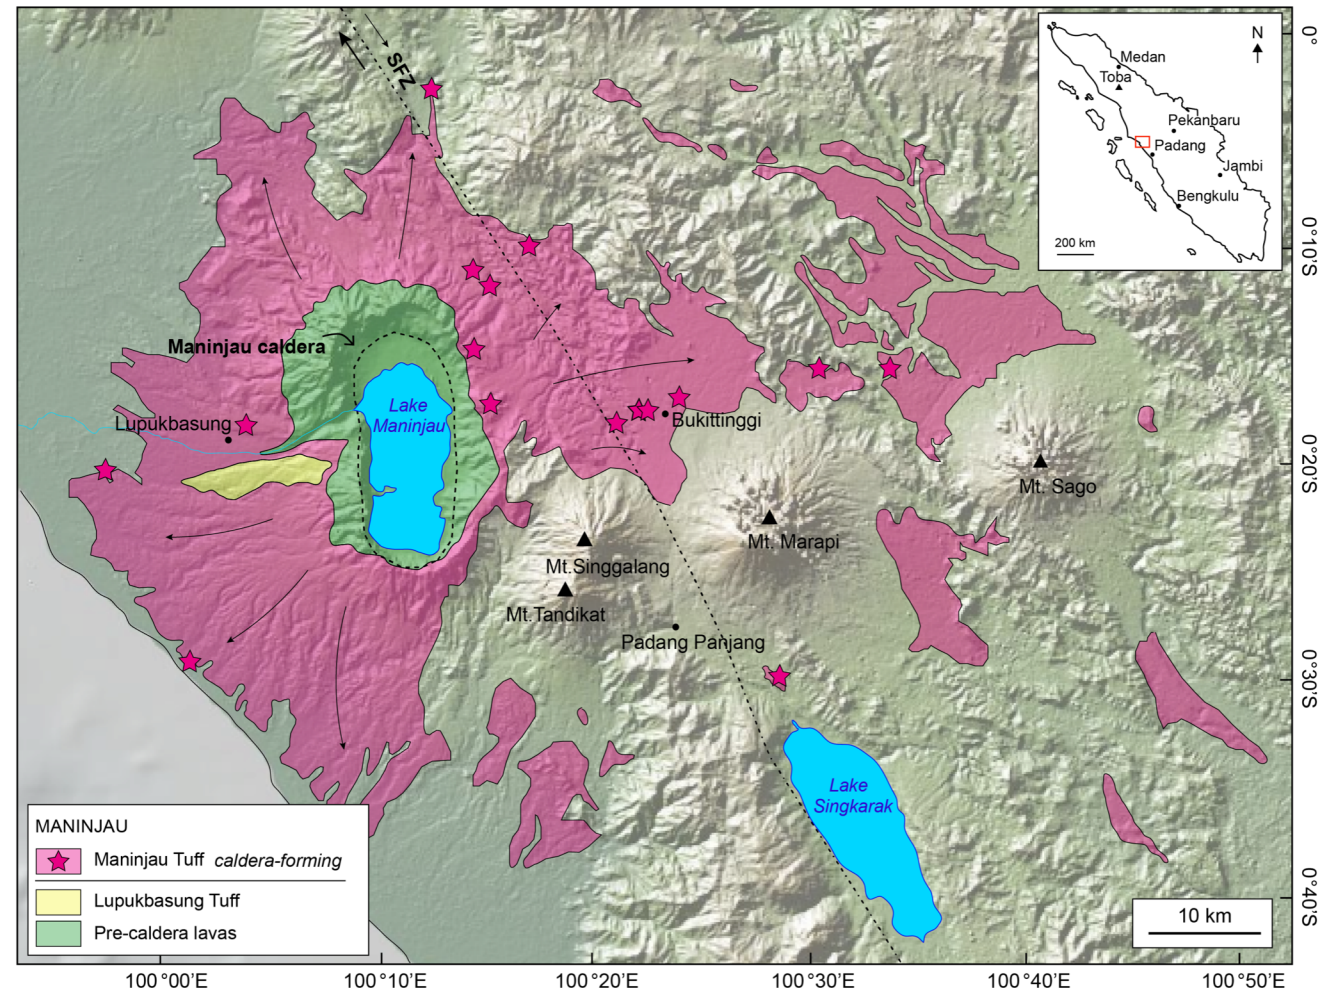 SFZ
0°
N
Medan
Toba
Pekanbaru
Padang
Jambi
Bengkulu
200 km
0°10'S
Maninjau caldera
Lake
Maninjau
Lupukbasung
Bukittinggi
0°20'S
Mt. Sago
Mt. Marapi
Mt.Singgalang
Mt.Tandikat
Padang Panjang
0°30'S
Lake
Singkarak
MANINJAU
Maninjau Tuff caldera-forming
Lupukbasung Tuff
Pre-caldera lavas
0°40'S
10 km
100°00'E
100°10'E
100°20'E
100°30'E
100°40'E
100°50'E